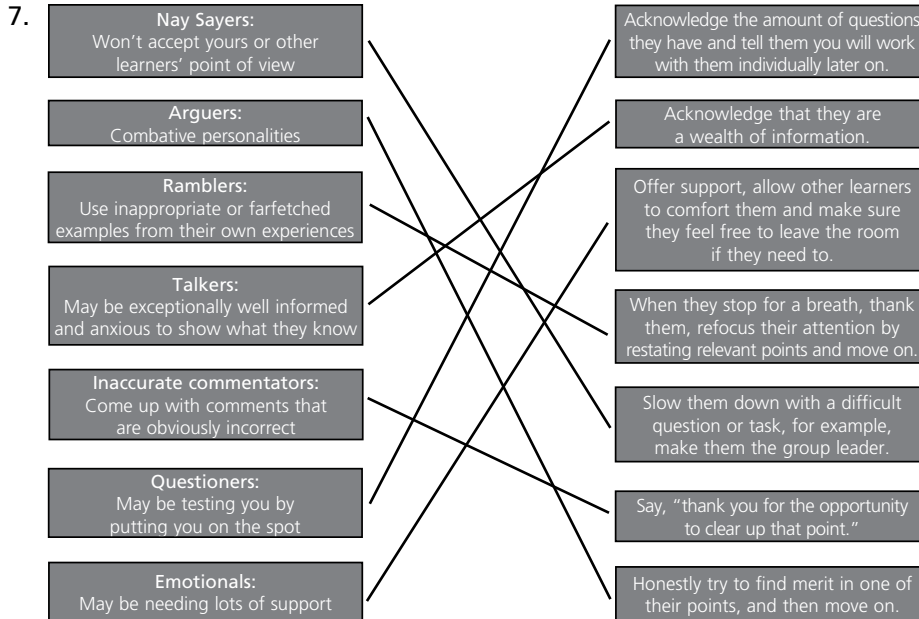 7.
Nay Sayers:
Won’t accept yours or other
learners’ point of view
Arguers:
Combative personalities
Ramblers:
Use inappropriate or farfetched
examples from their own experiences
Talkers:
May be exceptionally well informed
and anxious to show what they know
Inaccurate commentators:
Come up with comments that
are obviously incorrect
Questioners:
May be testing you by
putting you on the spot
Emotionals:
May be needing lots of support
Acknowledge the amount of questions
they have and tell them you will work
with them individually later on.
Acknowledge that they are
a wealth of information.
Offer support, allow other learners
to comfort them and make sure
they feel free to leave the room
if they need to.
When they stop for a breath, thank
them, refocus their attention by
restating relevant points and move on.
Slow them down with a difficult
question or task, for example,
make them the group leader.
Say, “thank you for the opportunity
to clear up that point.”
Honestly try to find merit in one of
their points, and then move on.